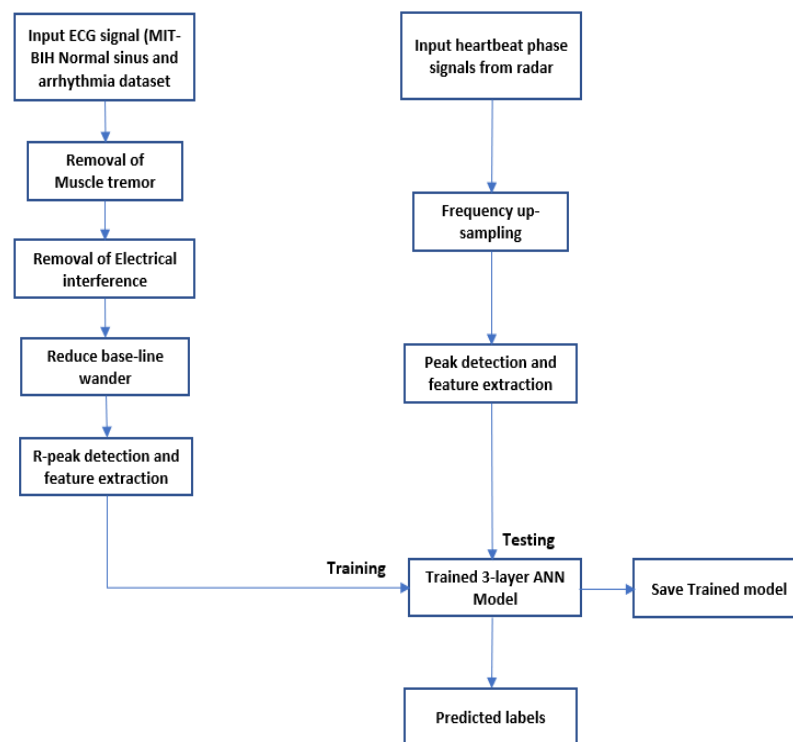 Input ECG signal (MIT-
BIH Normal sinus and
arrhythmia dataset
Removal of
Muscle tremor
Removal of Electrical
interference
Reduce base-line
wander
R-peak detection and
feature extraction
Training
Input heartbeat phase
signals from radar
Frequency up-
sampling
Peak detection and
feature extraction
Testing
Trained 3-layer ANN
Model
Save Trained model
Predicted labels